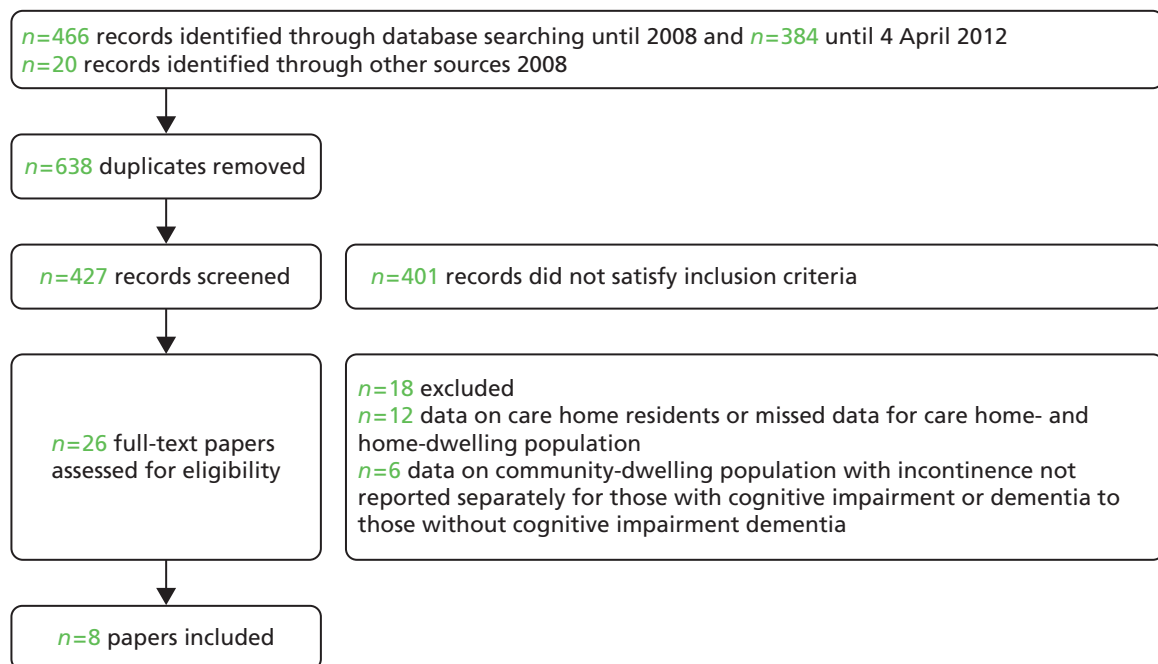 n=466 records identified through database searching until 2008 and n=384 until 4 April 2012
n=20 records identified through other sources 2008
n=638 duplicates removed
n=427 records screened
n=401 records did not satisfy inclusion criteria
n=26 full-text papers
assessed for eligibility
n=18 excluded
n=12 data on care home residents or missed data for care home- and
home-dwelling population
n=6 data on community-dwelling population with incontinence not
reported separately for those with cognitive impairment or dementia to
those without cognitive impairment dementia
n=8 papers included